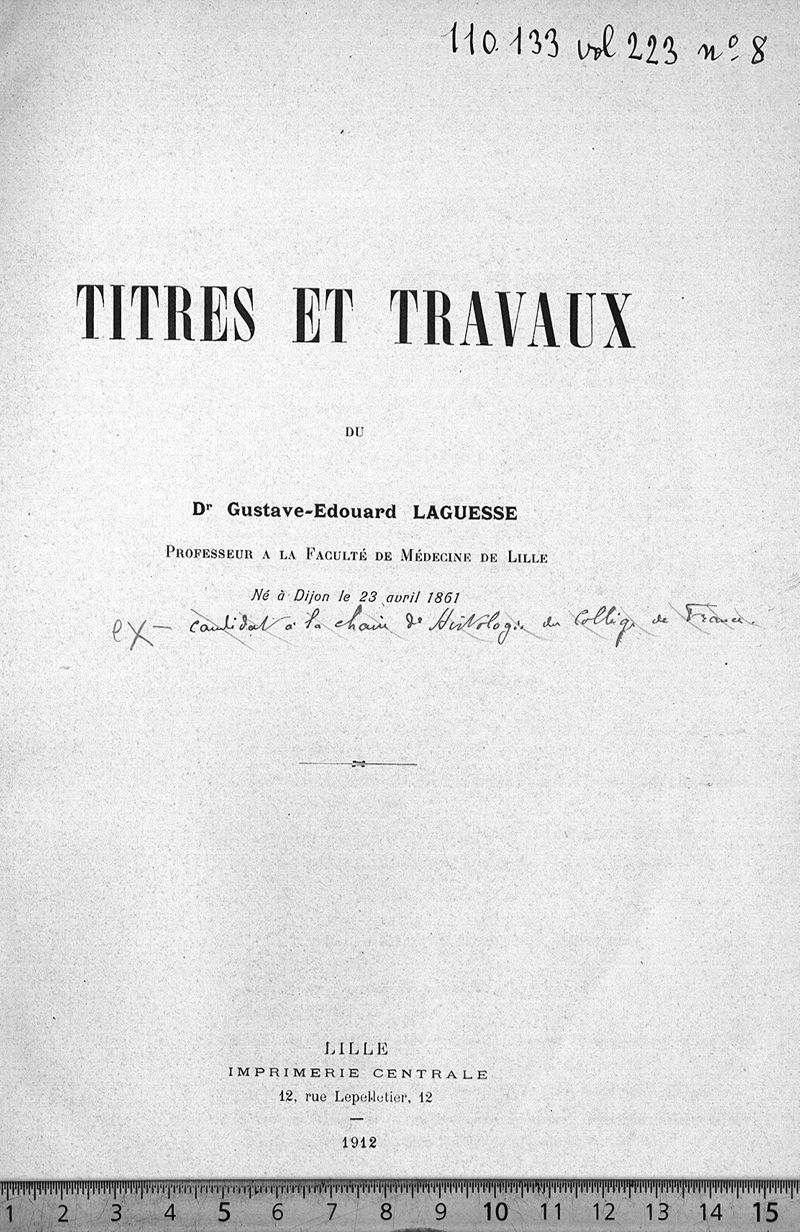 110.133 vol 223 nº 8
TITRES ET TRAVAUX
DU
Dr Gustave-Edouard LAGUESSE
PROFESSEUR A LA FACULTÉ DE MÉDECINE DE LILLE
Né à Dijon le 23 avril 1861
ex- candidat à la chaire de Histologie du Collège de France.
LILLE
IMPRIMERIE CENTRALE
12, rue Lepelletier, 12
1912
1 2 3 4 5 6 7 8 9 10 11 12 13 14 15